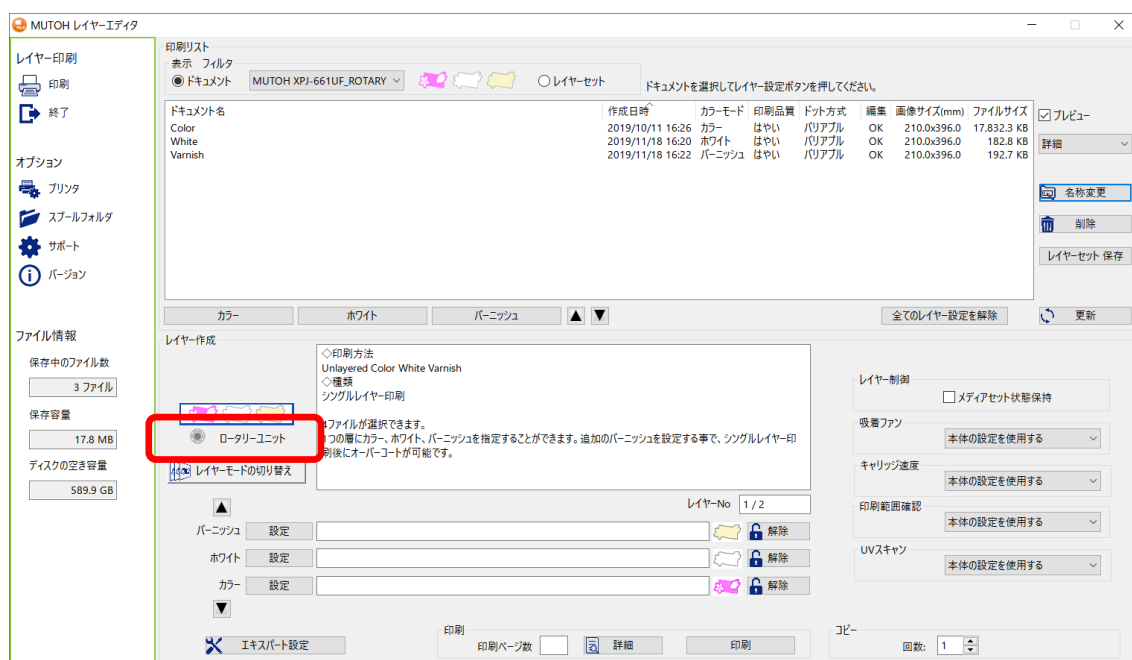 MUTOH レイヤーエディタ
レイヤー印刷
印刷
終了
オプション
プリンタ
スプールフォルダ
サポート
バージョン
ファイル情報
保存中のファイル数
3 ファイル
保存容量
17.8 MB
ディスクの空き容量
589.9 GB
印刷リスト
表示 フィルタ
ドキュメント MUTOH XPJ-661UF_ROTARY レイヤーセット ドキュメントを選択してレイヤー設定ボタンを押してください。
ドキュメント名 作成日時 カラーモード 印刷品質 ドット方式 編集 画像サイズ(mm) ファイルサイズ
Color 2019/10/11 16:26 カラー はやい バリアブル OK 210.0x396.0 17,832.3 KB
White 2019/11/18 16:20 ホワイト はやい バリアブル OK 210.0x396.0 182.8 KB
Varnish 2019/11/18 16:22 バーニッシュ はやい バリアブル OK 210.0x396.0 192.7 KB
プレビュー
詳細
名称変更
削除
レイヤーセット 保存
カラー ホワイト バーニッシュ ▲ ▼ 全てのレイヤー設定を解除 更新
レイヤー作成
◇印刷方法
Unlayered Color White Varnish
◇種類
シングルレイヤー印刷
4ファイルが選択できます。
つの層にカラー、ホワイト、バーニッシュを指定することができます。追加のバーニッシュを設定する事で、シングルレイヤー印
刷後にオーバーコートが可能です。
ロータリーユニット
レイヤーモードの切り替え
レイヤーNo 1 / 2
▲
バーニッシュ 設定 解除
ホワイト 設定 解除
カラー 設定 解除
▼
エキスパート設定
印刷
印刷ページ数 詳細 印刷
レイヤー制御
メディアセット状態保持
吸着ファン
本体の設定を使用する
キャリッジ速度
本体の設定を使用する
印刷範囲確認
本体の設定を使用する
UVスキャン
本体の設定を使用する
コピー
回数: 1